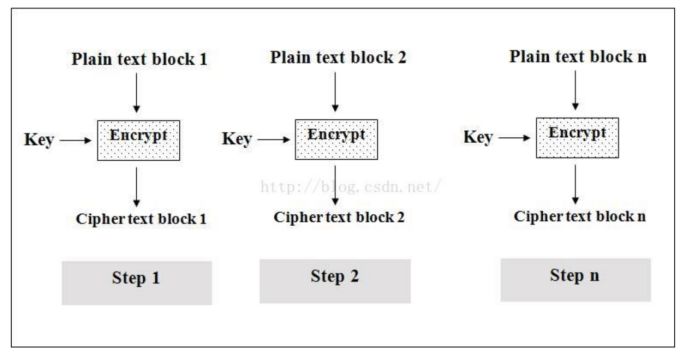 Plain text block 1 Plain text block 2 Plain text block n
Key Encrypt Key Encrypt Key Encrypt
http://blog.csdn.net/
Cipher text block 1 Cipher text block 2 Cipher text block n
Step 1 Step 2 Step n